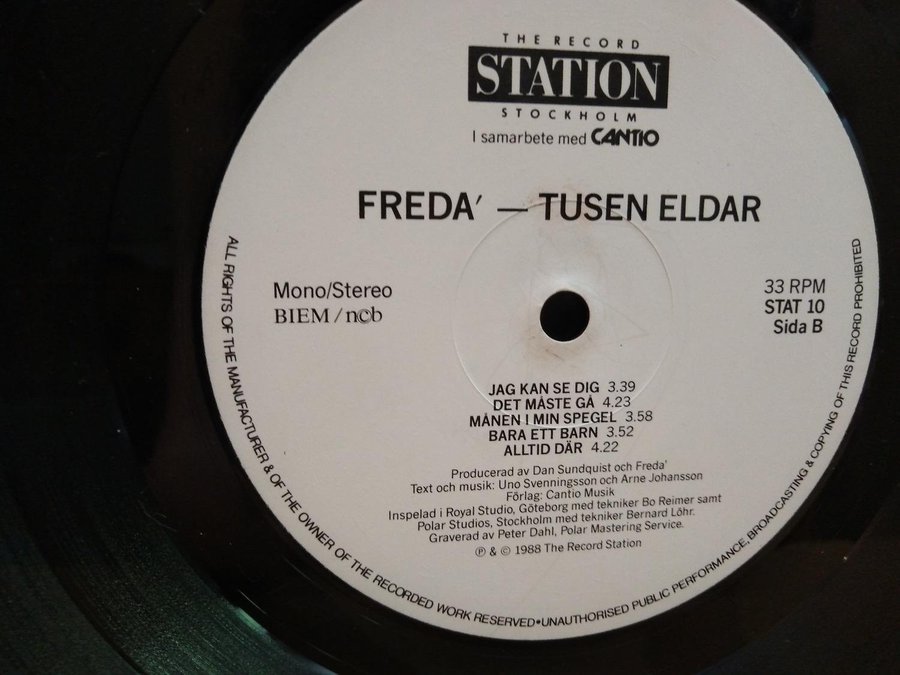 THE RECORD
STATION
STOCKHOLM
I samarbete med CANTIO
FREDA' — TUSEN ELDAR
Mono/Stereo
BIEM/n©b
33 RPM
STAT 10
Sida B
JAG KAN SE DIG 3.39
DET MÅSTE GÅ 4.23
MÅNEN I MIN SPEGEL 3.58
BARA ETT BARN 3.52
ALLTID DÄR 4.22
Producerad av Dan Sundquist och Freda'
Text och musik: Uno Svenningsson och Arne Johansson
Förlag: Cantio Musik
Inspelad i Royal Studio, Göteborg med tekniker Bo Reimer samt
Polar Studios, Stockholm med tekniker Bernard Löhr.
Graverad av Peter Dahl, Polar Mastering Service.
℗ & © 1988 The Record Station
ALL RIGHTS OF THE MANUFACTURER & OF THE OWNER OF THE RECORDED WORK RESERVED•UNAUTHORISED PUBLIC PERFORMANCE, BROADCASTING & COPYING OF THIS RECORD PROHIBITED